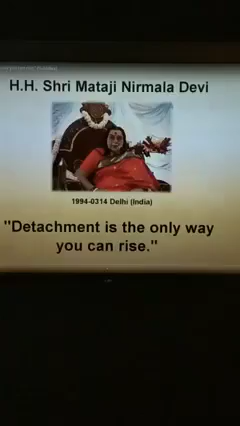 H.H. Shri Mataji Nirmala Devi
1994-0314 Delhi (India)
"Detachment is the only way
you can rise."